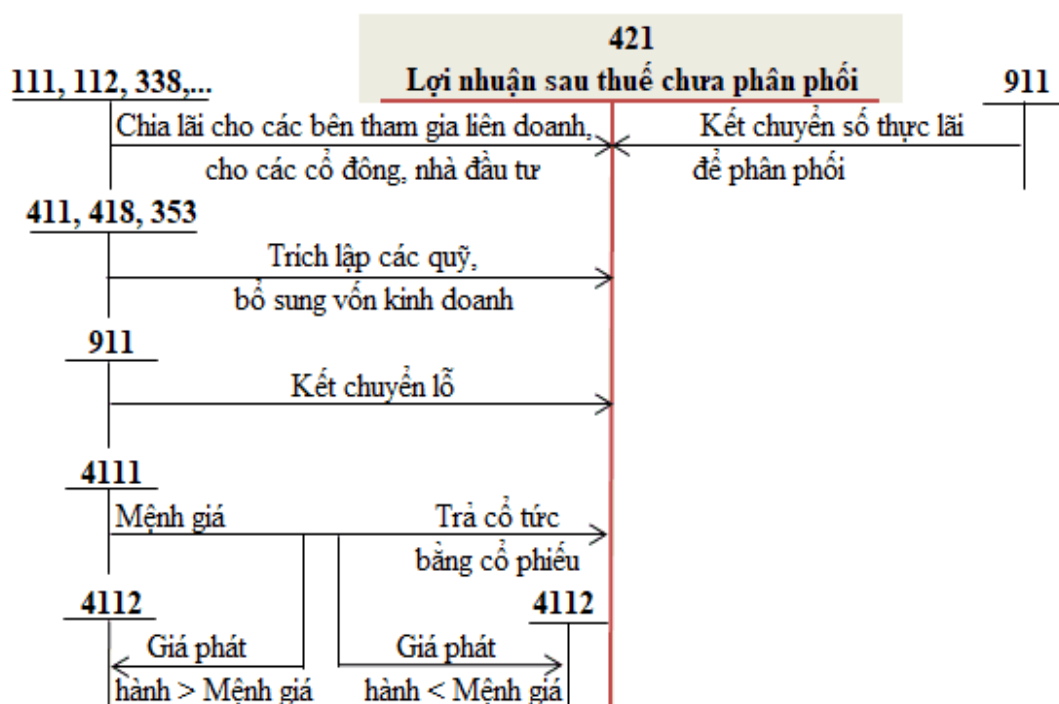 421
Lợi nhuận sau thuế chưa phân phối
111, 112, 338,...
911
Chia lãi cho các bên tham gia liên doanh,
cho các cổ đông, nhà đầu tư
Kết chuyển số thực lãi
để phân phối
411, 418, 353
Trích lập các quỹ,
bổ sung vốn kinh doanh
911
Kết chuyển lỗ
4111
Mệnh giá
Trả cổ tức
bằng cổ phiếu
4112
4112
Giá phát
hành > Mệnh giá
Giá phát
hành < Mệnh giá